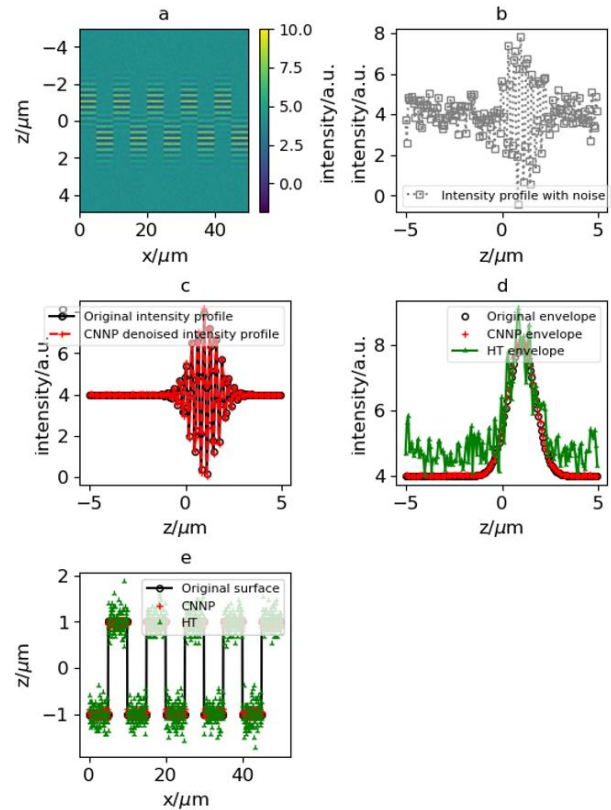 a
−4
−2
0
2
4
z/μm
0
20
40
x/μm
10.0
7.5
5.0
2.5
0.0
intensity/a.u.
b
8
6
4
2
0
intensity/a.u.
Intensity profile with noise
−5
0
5
z/μm
c
8
6
4
2
0
intensity/a.u.
Original intensity profile
CNNP denoised intensity profile
−5
0
5
z/μm
d
8
6
4
intensity/a.u.
Original envelope
CNNP envelope
HT envelope
−5
0
5
z/μm
e
2
1
0
−1
z/μm
Original surface
CNNP
HT
0
20
40
x/μm